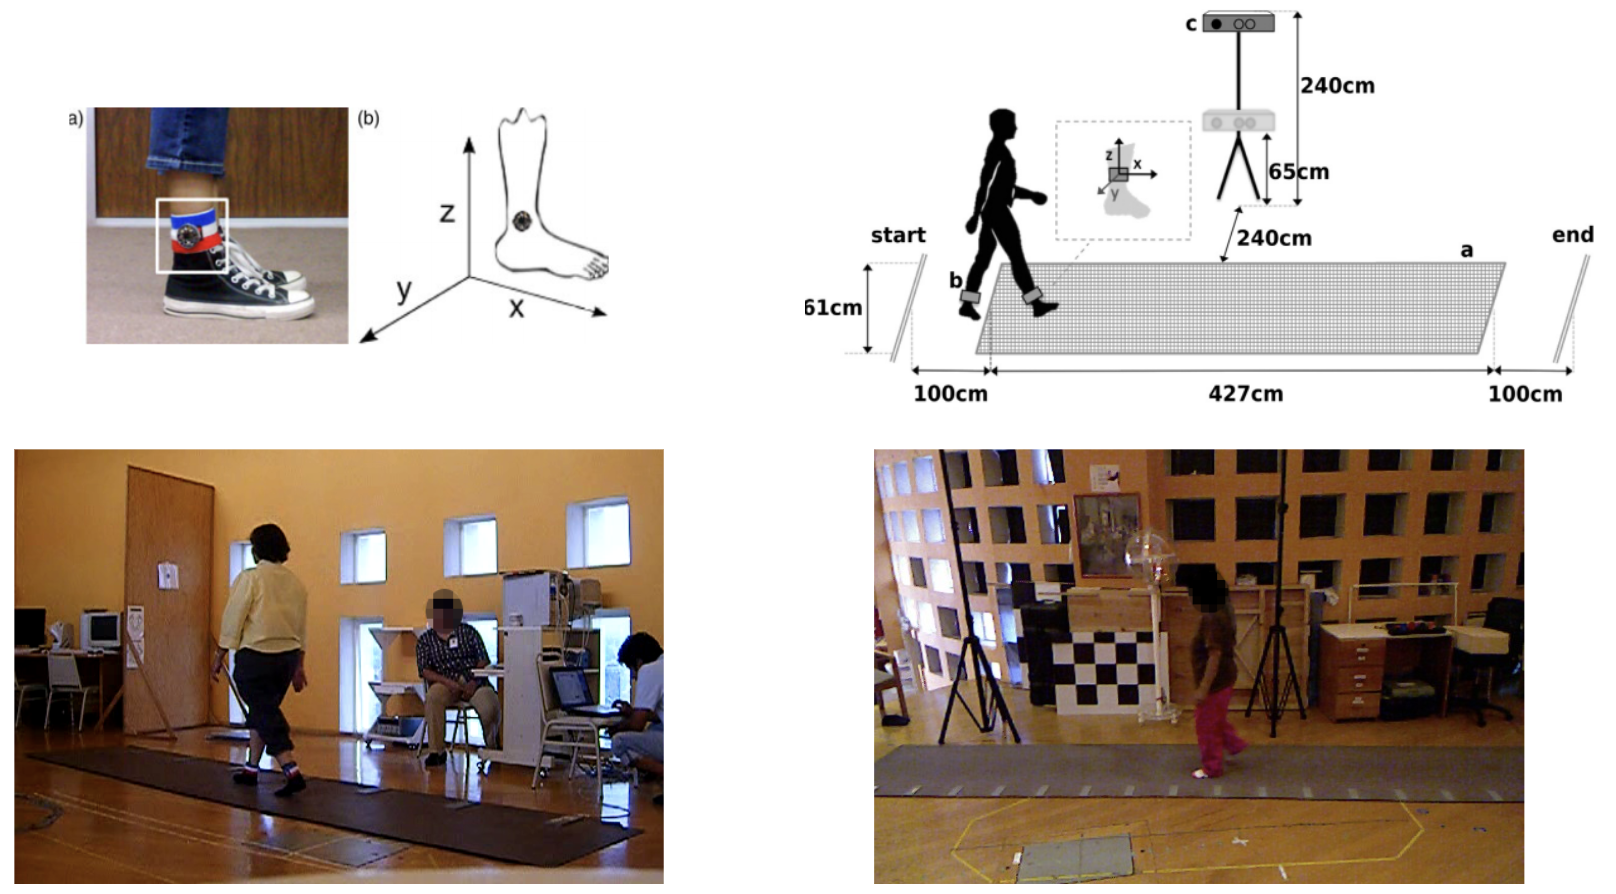 a)
(b)
z
y
x
c
240cm
z
x
y
65cm
start
240cm
a
end
b
61cm
100cm
427cm
100cm